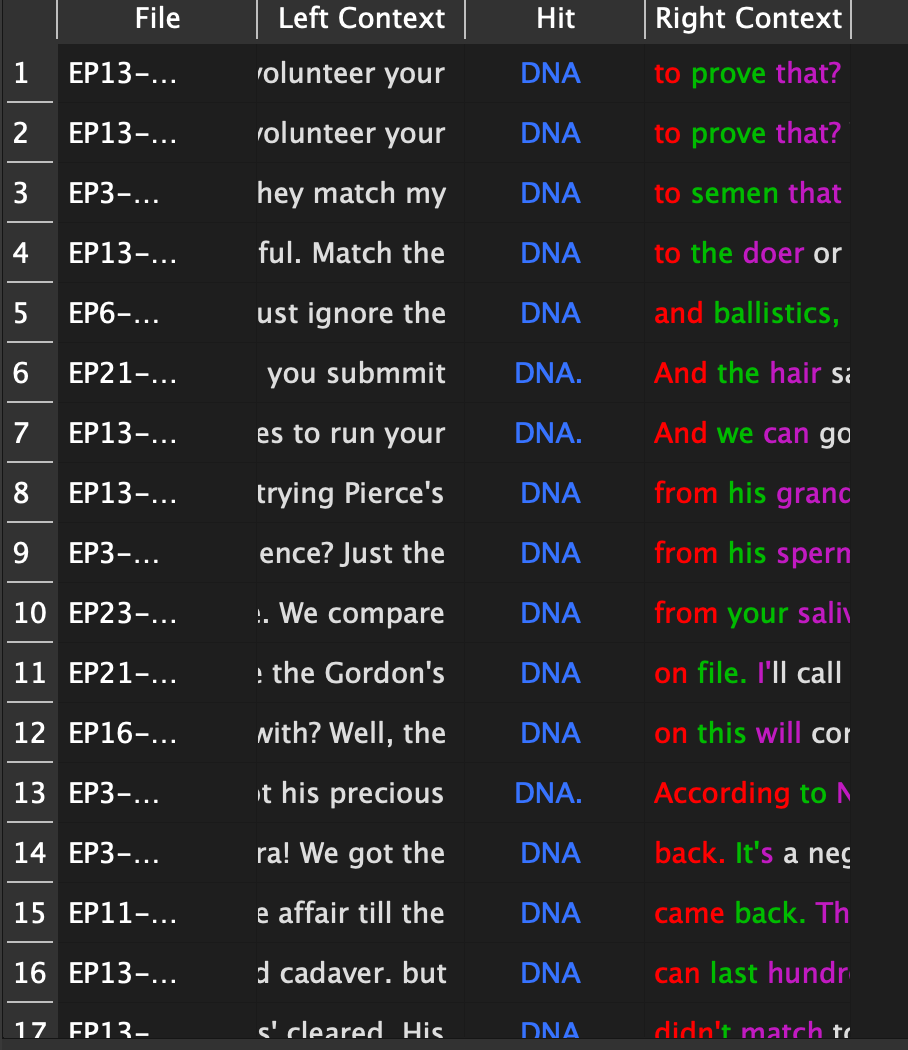 File Left Context Hit Right Context
1 EP13-... volunteer your DNA to prove that?
2 EP13-... volunteer your DNA to prove that?
3 EP3-... hey match my DNA to semen that
4 EP13-... ful. Match the DNA to the doer or
5 EP6-... ust ignore the DNA and ballistics,
6 EP21-... you submmit DNA. And the hair sa
7 EP13-... es to run your DNA. And we can go
8 EP13-... trying Pierce's DNA from his grand
9 EP3-... ence? Just the DNA from his sperm
10 EP23-... e. We compare DNA from your saliv
11 EP21-... e the Gordon's DNA on file. I'll call
12 EP16-... with? Well, the DNA on this will cor
13 EP3-... ot his precious DNA. According to N
14 EP3-... ra! We got the DNA back. It's a neg
15 EP11-... e affair till the DNA came back. Th
16 EP13-... d cadaver. but DNA can last hundr
17 EP13- s' cleared. His DNA didn't match to